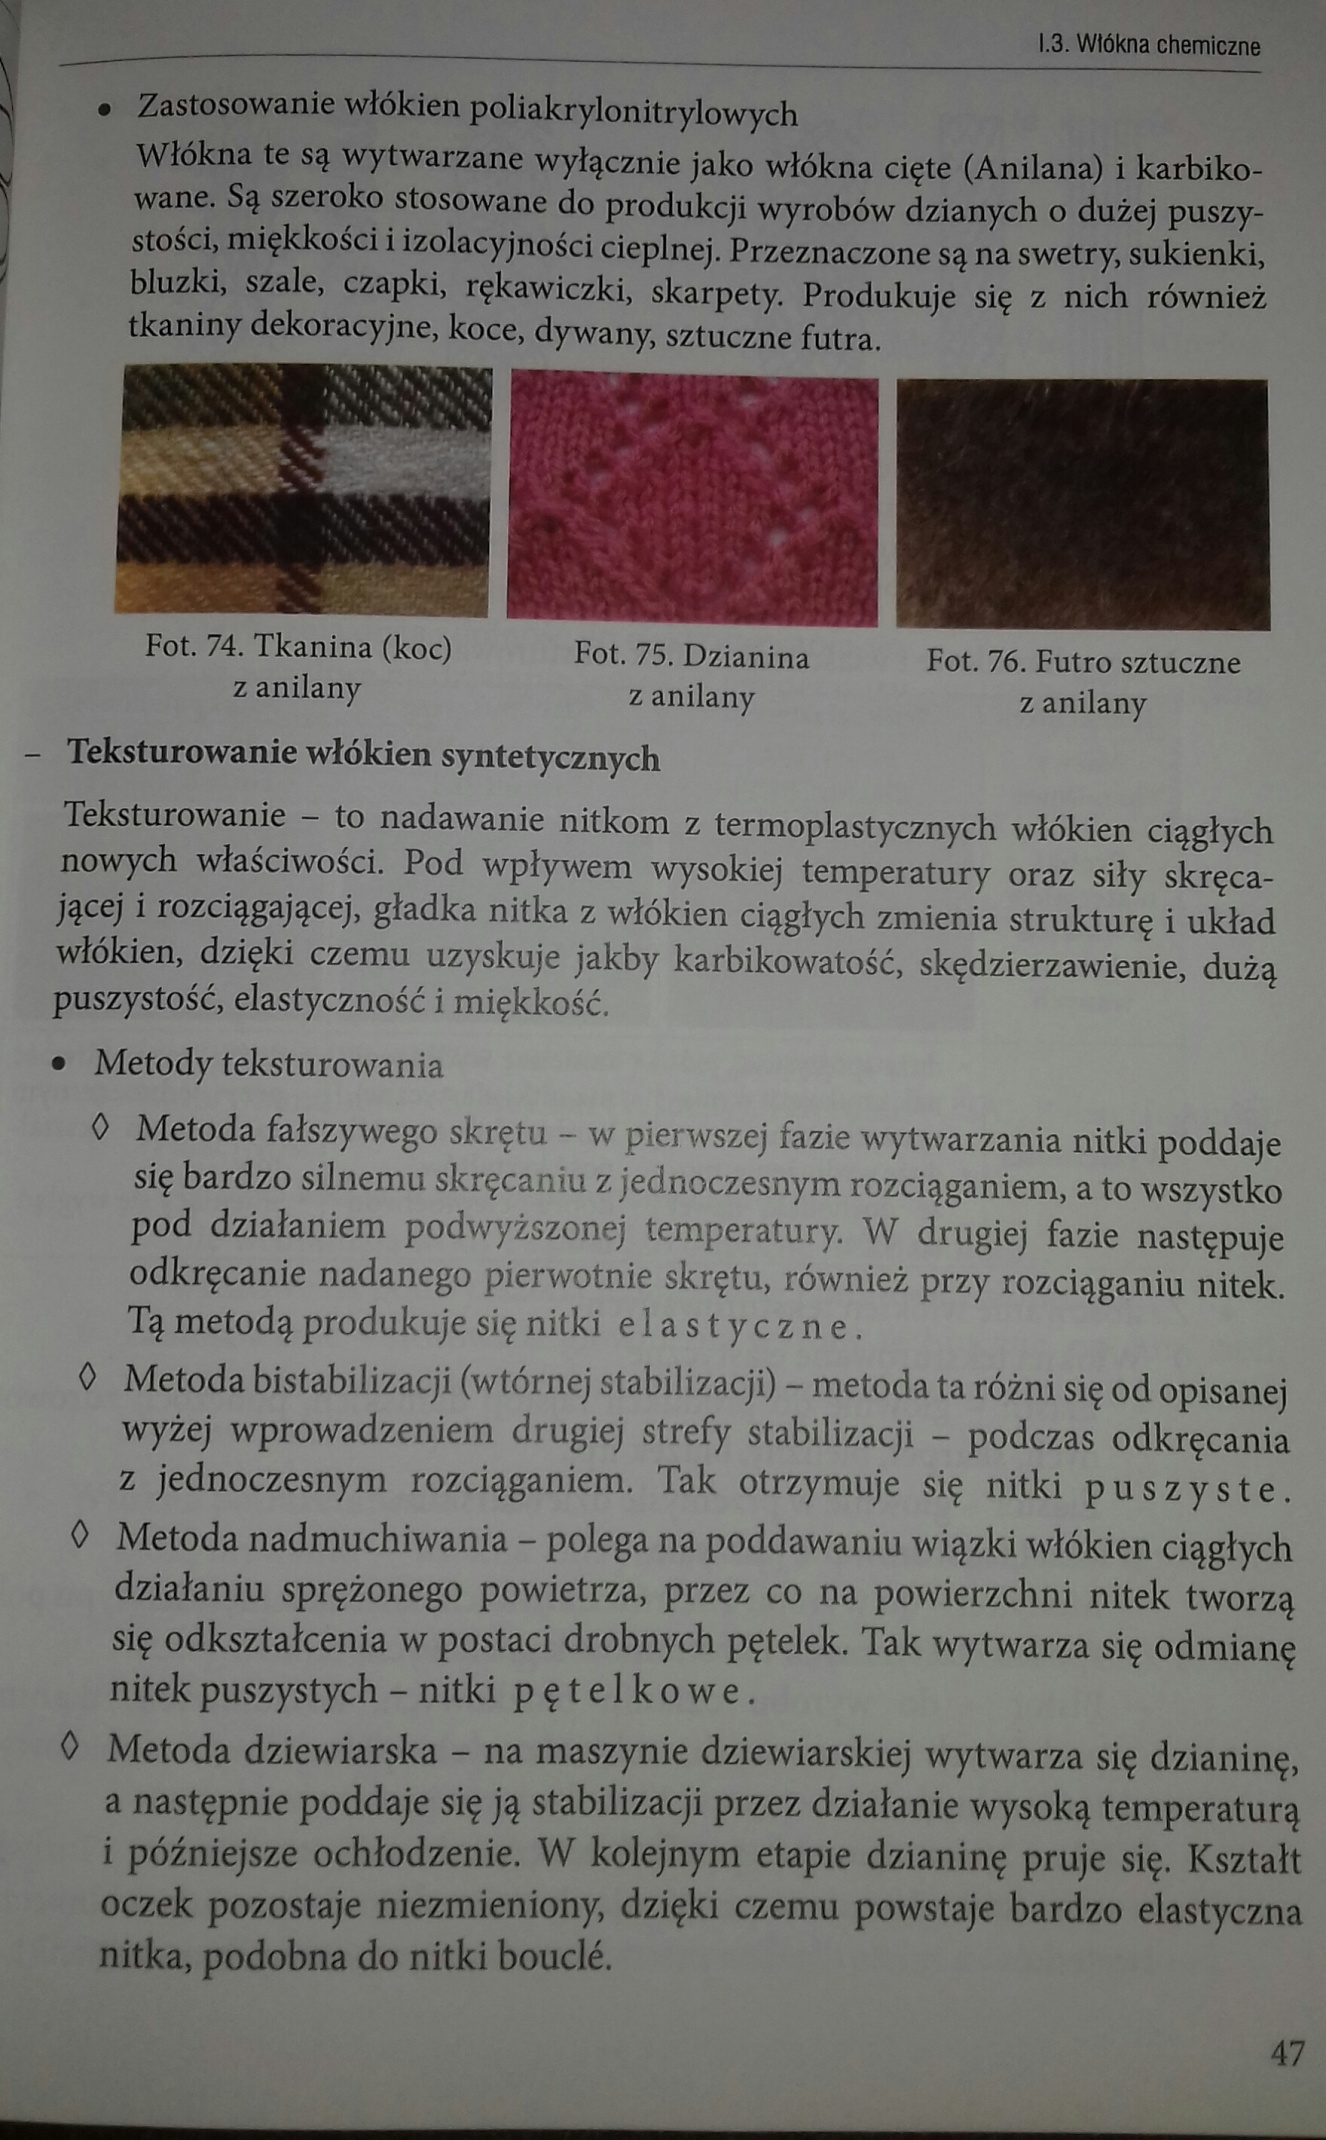 I.3. Włókna chemiczne
• Zastosowanie włókien poliakrylonitrylowych
Włókna te są wytwarzane wyłącznie jako włókna cięte (Anilana) i karbiko-
wane. Są szeroko stosowane do produkcji wyrobów dzianych o dużej puszy-
stości, miękkości i izolacyjności cieplnej. Przeznaczone są na swetry, sukienki,
bluzki, szale, czapki, rękawiczki, skarpety. Produkuje się z nich również
tkaniny dekoracyjne, koce, dywany, sztuczne futra.
Fot. 74. Tkanina (koc)
z anilany
Fot. 75. Dzianina
z anilany
Fot. 76. Futro sztuczne
z anilany
– Teksturowanie włókien syntetycznych
Teksturowanie – to nadawanie nitkom z termoplastycznych włókien ciągłych
nowych właściwości. Pod wpływem wysokiej temperatury oraz siły skręca-
jącej i rozciągającej, gładka nitka z włókien ciągłych zmienia strukturę i układ
włókien, dzięki czemu uzyskuje jakby karbikowatość, skędzierzawienie, dużą
puszystość, elastyczność i miękkość.
• Metody teksturowania
◊ Metoda fałszywego skrętu – w pierwszej fazie wytwarzania nitki poddaje
się bardzo silnemu skręcaniu z jednoczesnym rozciąganiem, a to wszystko
pod działaniem podwyższonej temperatury. W drugiej fazie następuje
odkręcanie nadanego pierwotnie skrętu, również przy rozciąganiu nitek.
Tą metodą produkuje się nitki elastyczne.
◊ Metoda bistabilizacji (wtórnej stabilizacji) – metoda ta różni się od opisanej
wyżej wprowadzeniem drugiej strefy stabilizacji – podczas odkręcania
z jednoczesnym rozciąganiem. Tak otrzymuje się nitki puszyste.
◊ Metoda nadmuchiwania – polega na poddawaniu wiązki włókien ciągłych
działaniu sprężonego powietrza, przez co na powierzchni nitek tworzą
się odkształcenia w postaci drobnych pętelek. Tak wytwarza się odmianę
nitek puszystych – nitki pętelkowe.
◊ Metoda dziewiarska – na maszynie dziewiarskiej wytwarza się dzianinę,
a następnie poddaje się ją stabilizacji przez działanie wysoką temperaturą
i późniejsze ochłodzenie. W kolejnym etapie dzianinę pruje się. Kształt
oczek pozostaje niezmieniony, dzięki czemu powstaje bardzo elastyczna
nitka, podobna do nitki bouclé.
47